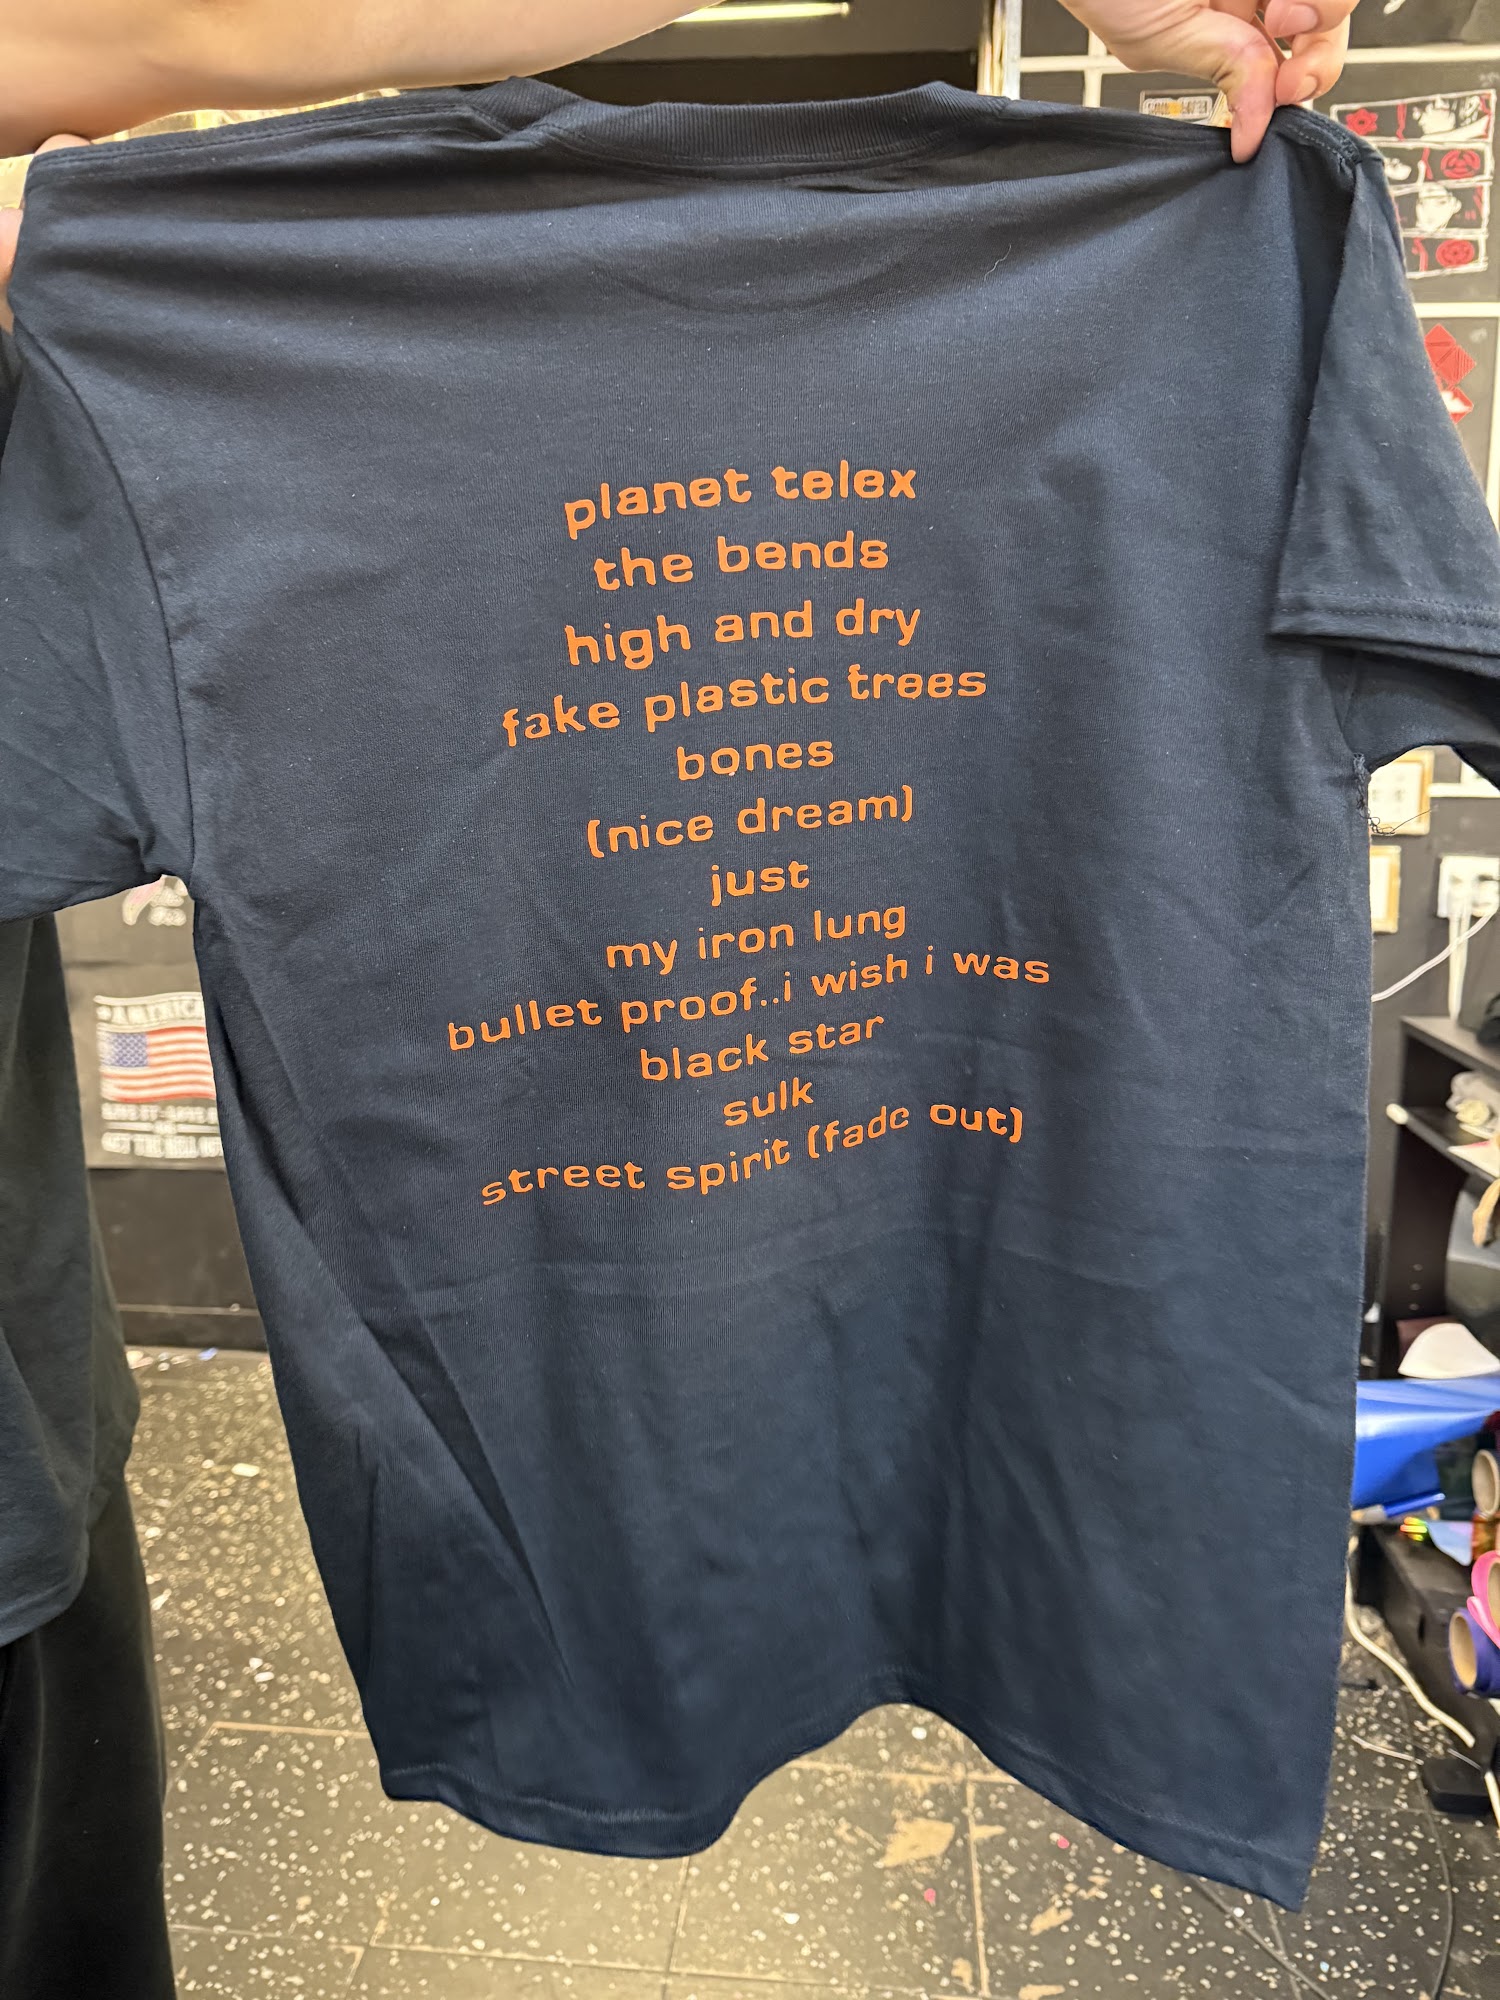 planet telex
the bends
high and dry
fake plastic trees
bones
(nice dream)
just
my iron lung
bullet proof..i wish i was
black star
sulk
street spirit (fade out)